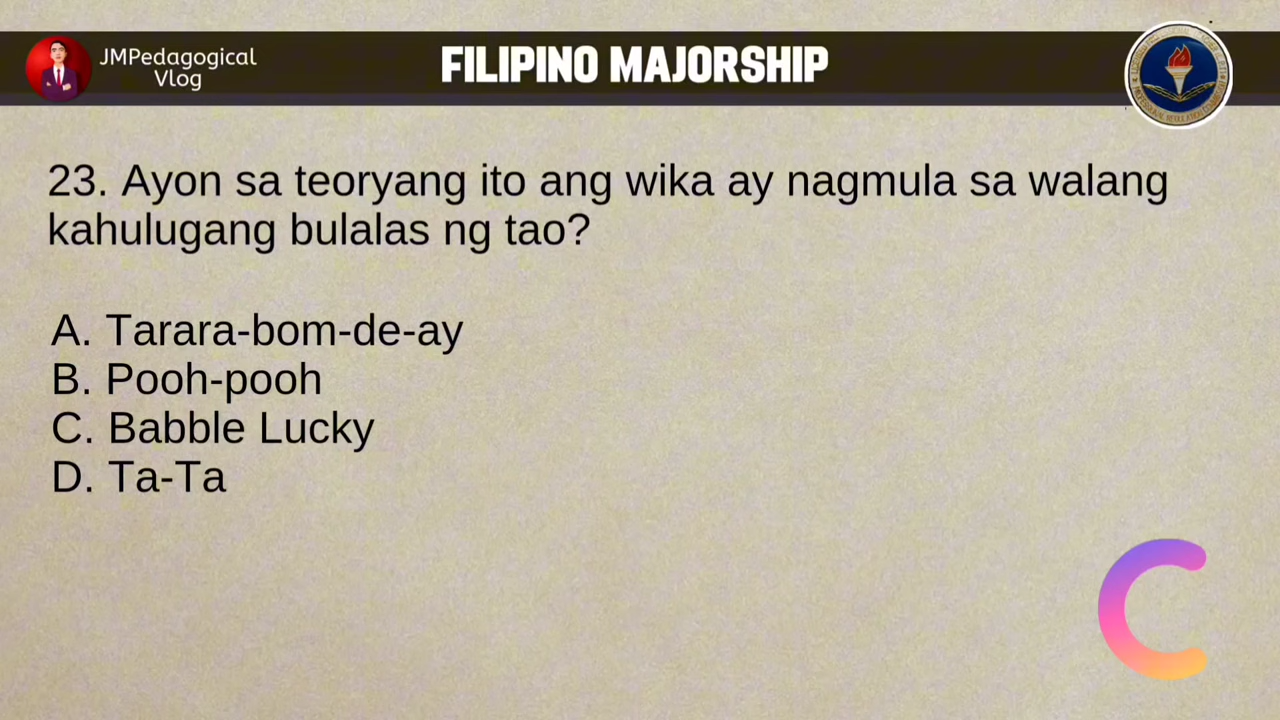 JMPedagogical
Vlog
FILIPINO MAJORSHIP
23. Ayon sa teoryang ito ang wika ay nagmula sa walang
kahulugang bulalas ng tao?
A. Tarara-bom-de-ay
B. Pooh-pooh
C. Babble Lucky
D. Ta-Ta